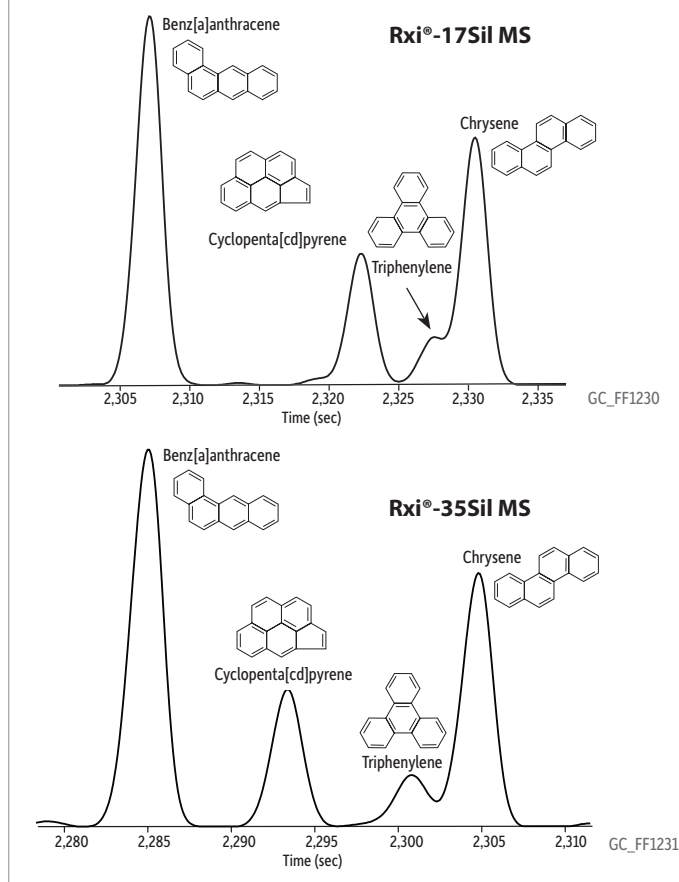 Benz[a]anthracene
Rxi®-17Sil MS
Chrysene
Cyclopenta[cd]pyrene
Triphenylene
2,305 2,310 2,315 2,320 2,325 2,330 2,335
Time (sec)
GC_FF1230
Benz[a]anthracene
Rxi®-35Sil MS
Chrysene
Cyclopenta[cd]pyrene
Triphenylene
2,280 2,285 2,290 2,295 2,300 2,305 2,310
Time (sec)
GC_FF1231